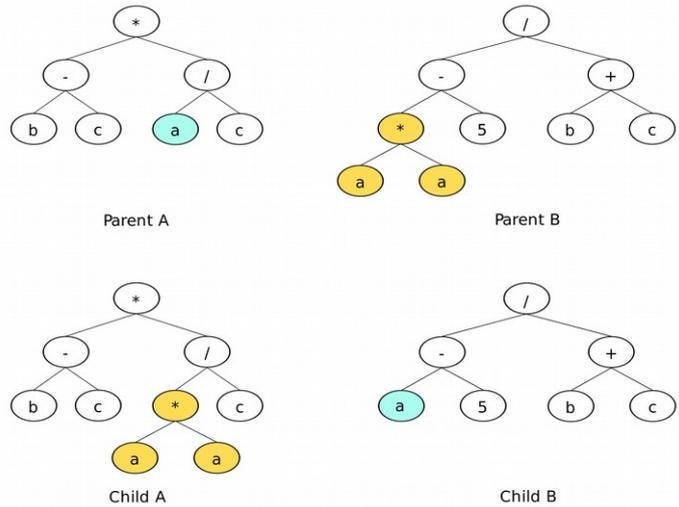 * /
- / - +
b c a c * 5 b c
a a
Parent A Parent B
* /
- / - +
b c * c a 5 b c
a a
Child A Child B